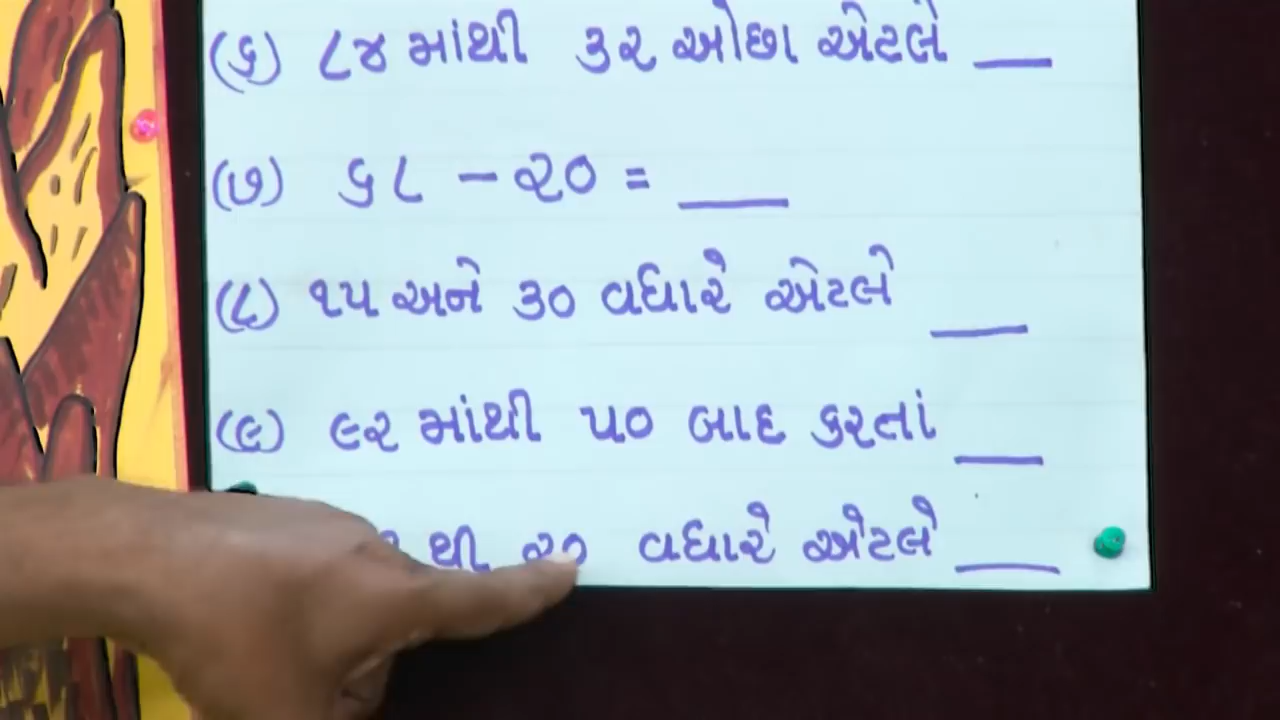 (૬) ૮૪ માંથી ૩૨ ઓછા એટલે ___
(૭) ૬૮ - ૨૦ = ___
(૮) ૧૫ અને ૩૦ વધારે એટલે ___
(૯) ૯૨ માંથી ૫૦ બાદ કરતાં ___
થી ૨૦ વધારે એટલે ___